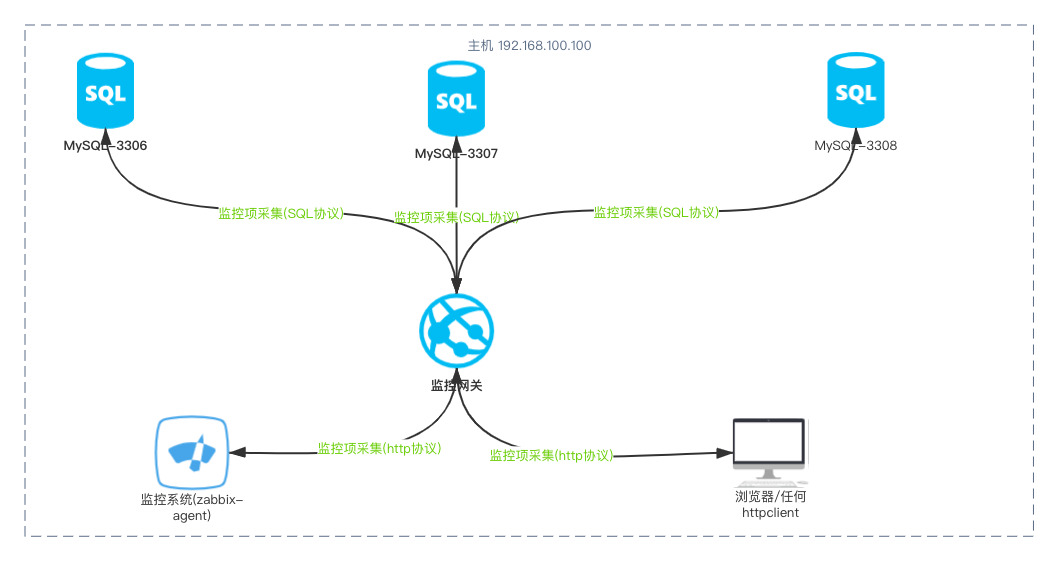 主机 192.168.100.100
SQL
SQL
SQL
MySQL-3306
MySQL-3307
MySQL-3308
监控项采集(SQL协议)
监控项采集(SQL协议)
监控项采集(SQL协议)
监控网关
监控项采集(http协议)
监控项采集(http协议)
监控系统(zabbix-
agent)
浏览器/任何
httpclient